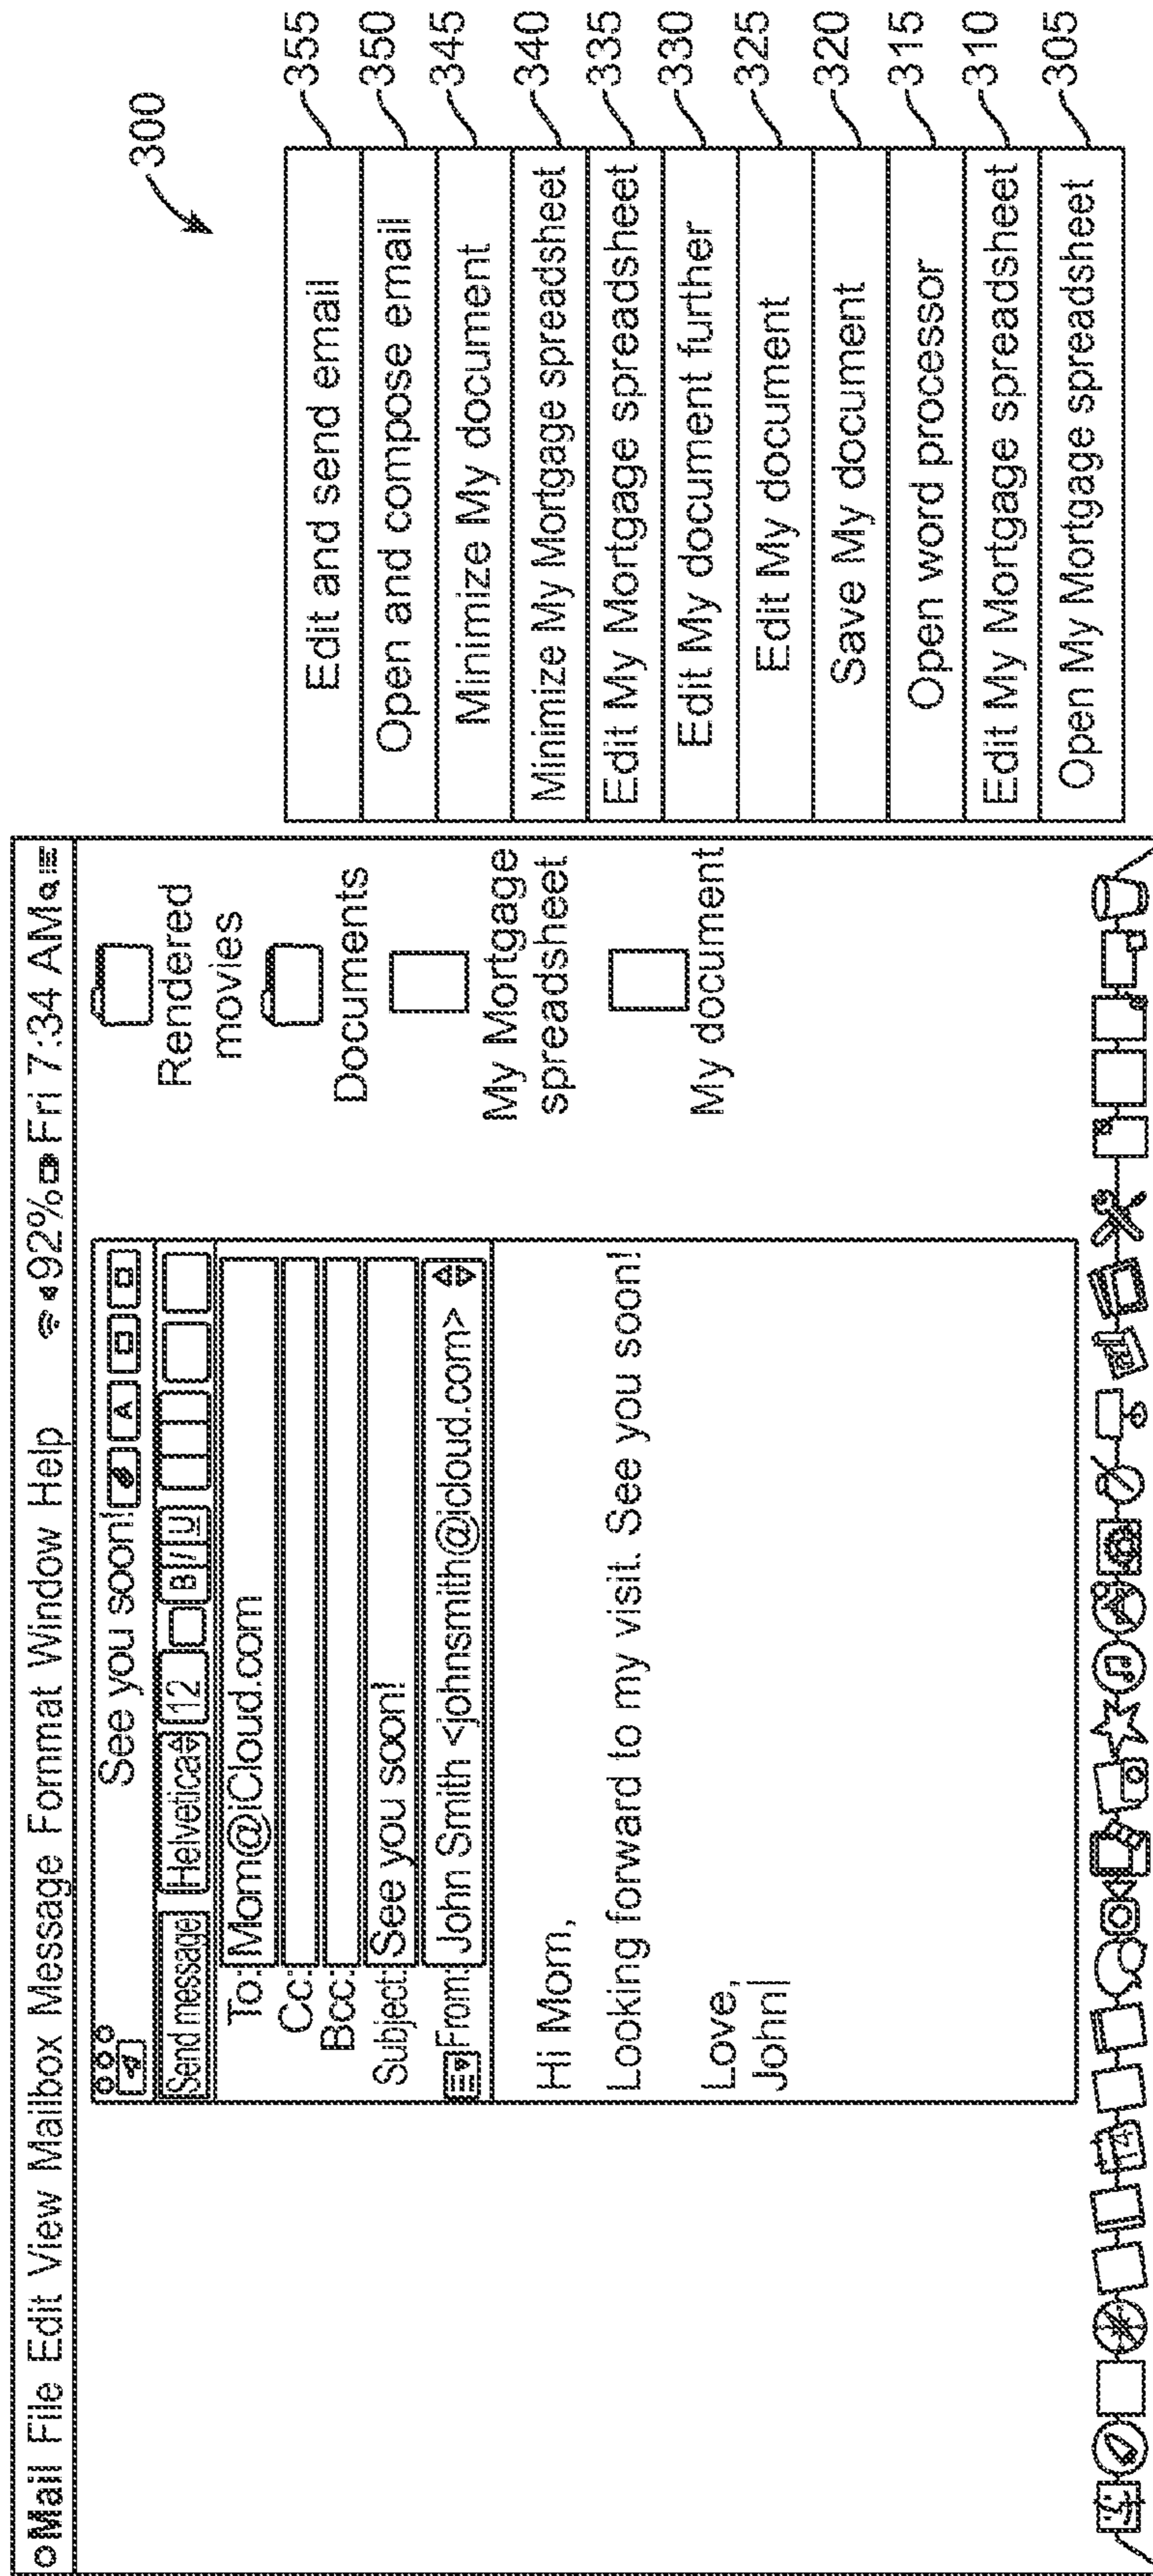 Mail File Edit View Mailbox Message Formnat Window Help 92% Fri 7:34 AM
See you soon!
A
Send message Helvetica 12 B I U
To: Mom@iCloud.com
Cc:
Bcc:
Subject: See you soon!
From: John Smith <johnsmith@icloud.com>
Hi Mom,
Looking forward to my visit. See you soon!
Love,
John
Rendered
movies
Documents
My Mortgage
spreadsheet
My document
300
Edit and send email 355
Open and compose email 350
Minimize My document 345
Minimize My Mortgage spreadsheet 340
Edit My Mortgage spreadsheet 335
Edit My document further 330
Edit My document 325
Save My document 320
Open word processor 315
Edit My Mortgage spreadsheet 310
Open My Mortgage spreadsheet 305